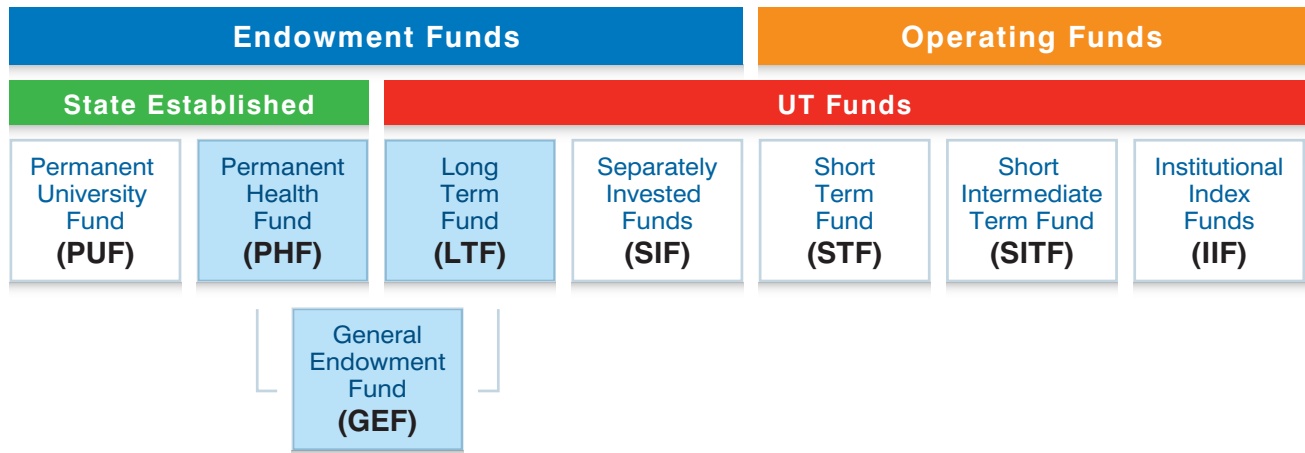 Endowment Funds
Operating Funds
State Established
UT Funds
Permanent
University
Fund
(PUF)
Permanent
Health
Fund
(PHF)
Long
Term
Fund
(LTF)
Separately
Invested
Funds
(SIF)
Short
Term
Fund
(STF)
Short
Intermediate
Term Fund
(SITF)
Institutional
Index
Funds
(IIF)
General
Endowment
Fund
(GEF)